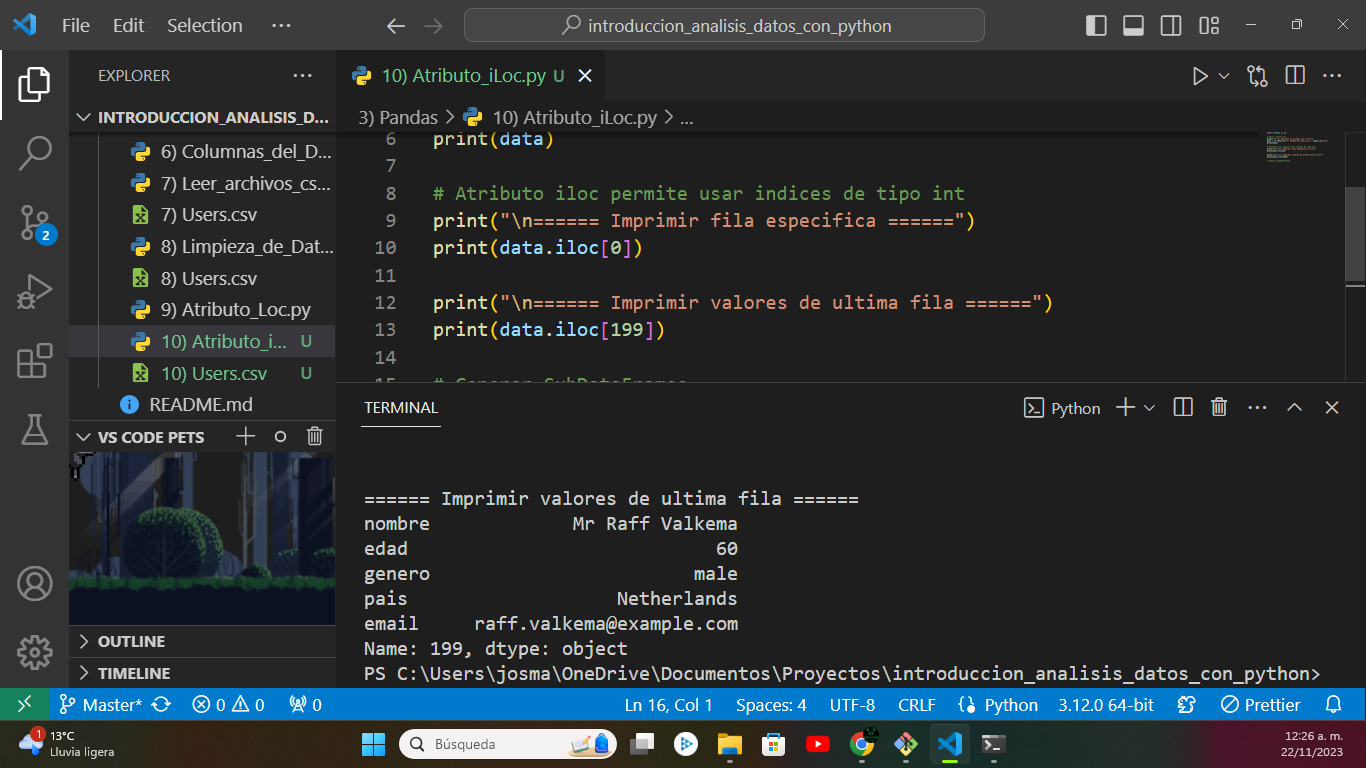 File Edit Selection ···
introduccion_analisis_datos_con_python
EXPLORER ···
INTRODUCCION_ANALISIS_D...
6) Columnas_del_D...
7) Leer_archivos_cs...
7) Users.csv
8) Limpieza_de_Dat...
8) Users.csv
9) Atributo_Loc.py
10) Atributo_i... U
10) Users.csv U
README.md
VS CODE PETS
OUTLINE
TIMELINE
2
10) Atributo_iLoc.py U
3) Pandas > 10) Atributo_iLoc.py > ...
6 print(data)
7
8 # Atributo iloc permite usar indices de tipo int
9 print("\n====== Imprimir fila especifica ======")
10 print(data.iloc[0])
11
12 print("\n====== Imprimir valores de ultima fila ======")
13 print(data.iloc[199])
14
15 # Generar SubDataFrames
TERMINAL
Python
====== Imprimir valores de ultima fila ======
nombre Mr Raff Valkema
edad 60
genero male
pais Netherlands
email raff.valkema@example.com
Name: 199, dtype: object
PS C:\Users\josma\OneDrive\Documentos\Proyectos\introduccion_analisis_datos_con_python>
Master* 0 0 0 Ln 16, Col 1 Spaces: 4 UTF-8 CRLF Python 3.12.0 64-bit Prettier
1
13°C
Lluvia ligera
Búsqueda
12:26 a. m.
22/11/2023